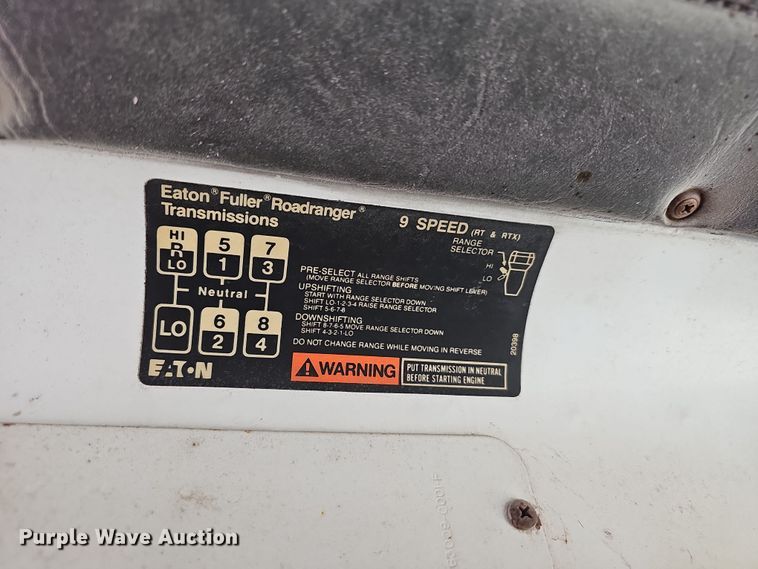 Eaton® Fuller® Roadranger®
Transmissions
9 SPEED (RT & RTX)
RANGE
SELECTOR
HI
LO
HI
R
LO
5
1
7
3
Neutral
LO
6
2
8
4
PRE-SELECT ALL RANGE SHIFTS
(MOVE RANGE SELECTOR BEFORE MOVING SHIFT LEVER)
UPSHIFTING
START WITH RANGE SELECTOR DOWN
SHIFT LO-1-2-3-4 RAISE RANGE SELECTOR
SHIFT 5-6-7-8
DOWNSHIFTING
SHIFT 8-7-6-5 MOVE RANGE SELECTOR DOWN
SHIFT 4-3-2-1-LO
DO NOT CHANGE RANGE WHILE MOVING IN REVERSE
20398
EATON
WARNING
PUT TRANSMISSION IN NEUTRAL
BEFORE STARTING ENGINE
Purple Wave Auction